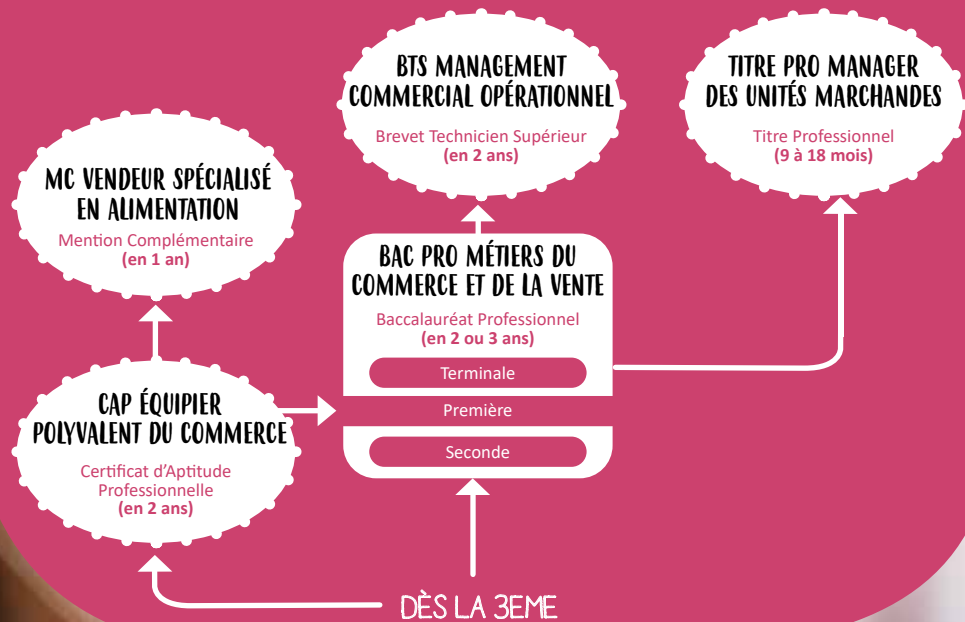 BTS MANAGEMENT
COMMERCIAL OPÉRATIONNEL
Brevet Technicien Supérieur
(en 2 ans)
TITRE PRO MANAGER
DES UNITÉS MARCHANDES
Titre Professionnel
(9 à 18 mois)
MC VENDEUR SPÉCIALISÉ
EN ALIMENTATION
Mention Complémentaire
(en 1 an)
BAC PRO MÉTIERS DU
COMMERCE ET DE LA VENTE
Baccalauréat Professionnel
(en 2 ou 3 ans)
Terminale
Première
Seconde
CAP ÉQUIPIER
POLYVALENT DU COMMERCE
Certificat d'Aptitude
Professionnelle
(en 2 ans)
DÈS LA 3EME